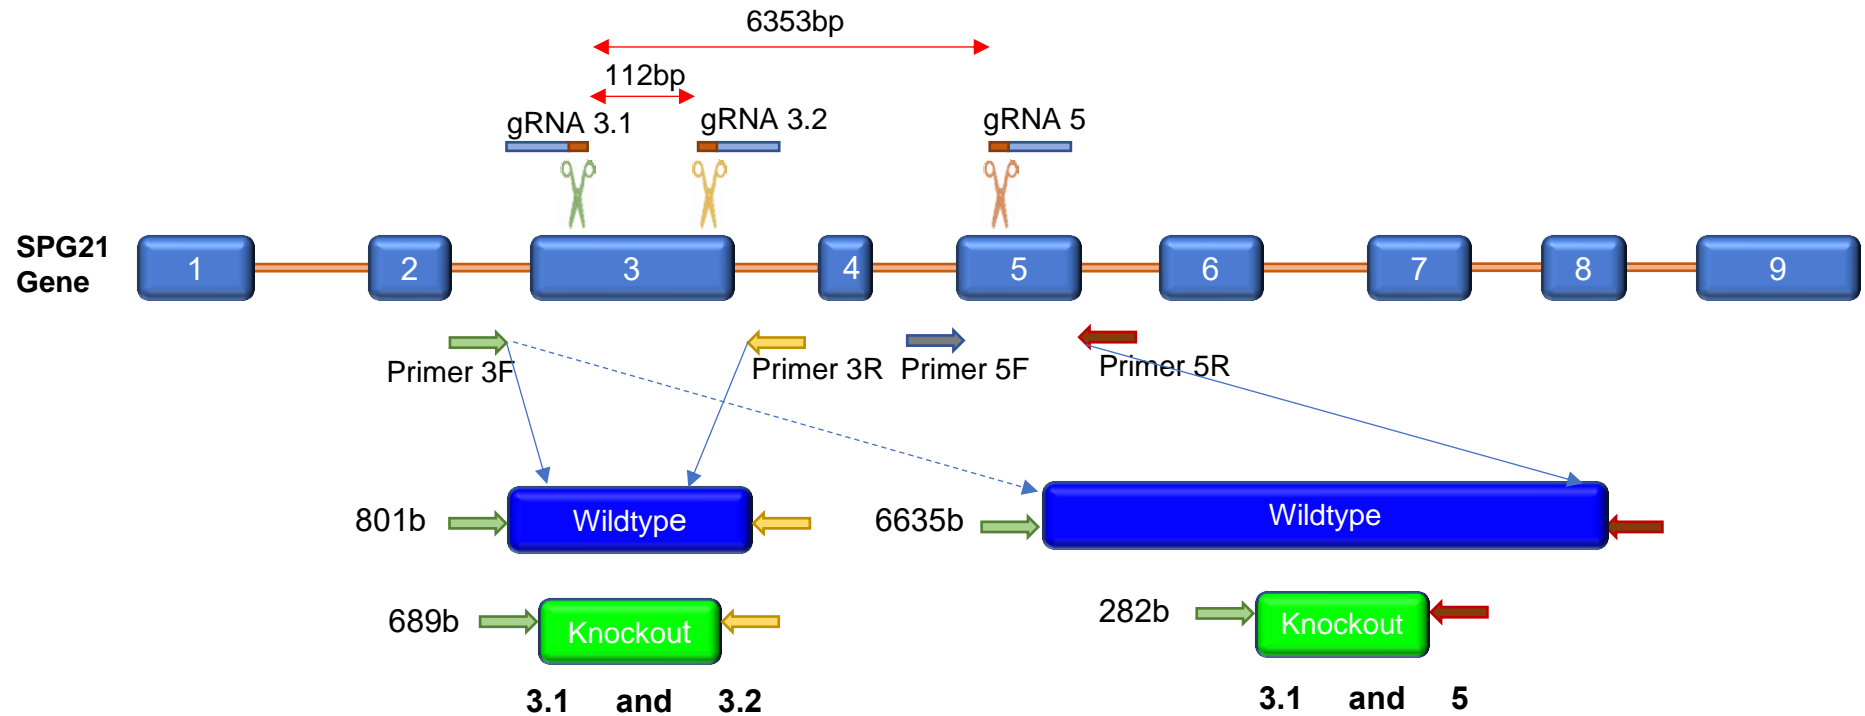 6353bp
112bp
gRNA 3.1
gRNA 3.2
gRNA 5
SPG21
Gene
1
2
3
4
5
6
7
8
9
Primer 3F
Primer 3R
Primer 5F
Primer 5R
801b
Wildtype
6635b
Wildtype
689b
Knockout
282b
Knockout
3.1 and 3.2
3.1 and 5